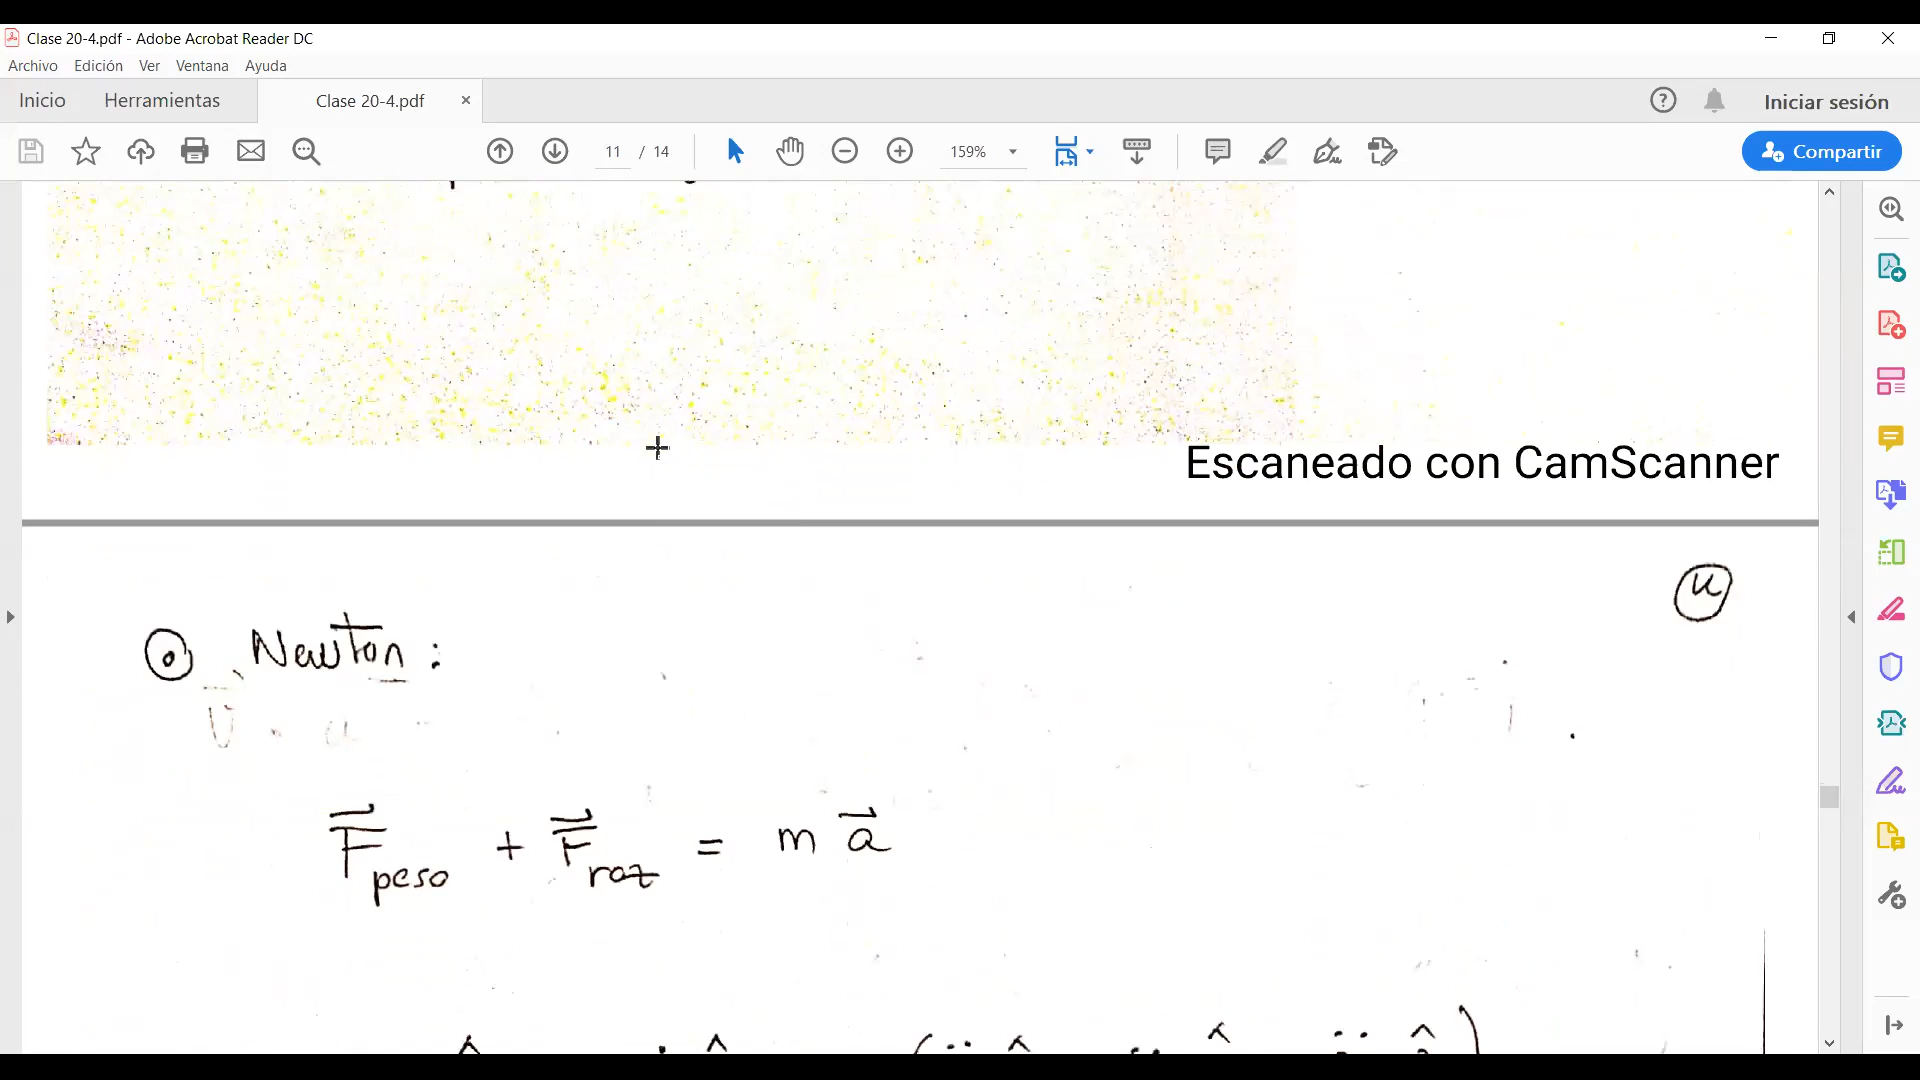 Clase 20-4.pdf - Adobe Acrobat Reader DC
Archivo Edición Ver Ventana Ayuda
Inicio Herramientas Clase 20-4.pdf Iniciar sesión
11 / 14 159% Compartir
Escaneado con CamScanner
Newton:
F⃗peso + F⃗roz = m a⃗